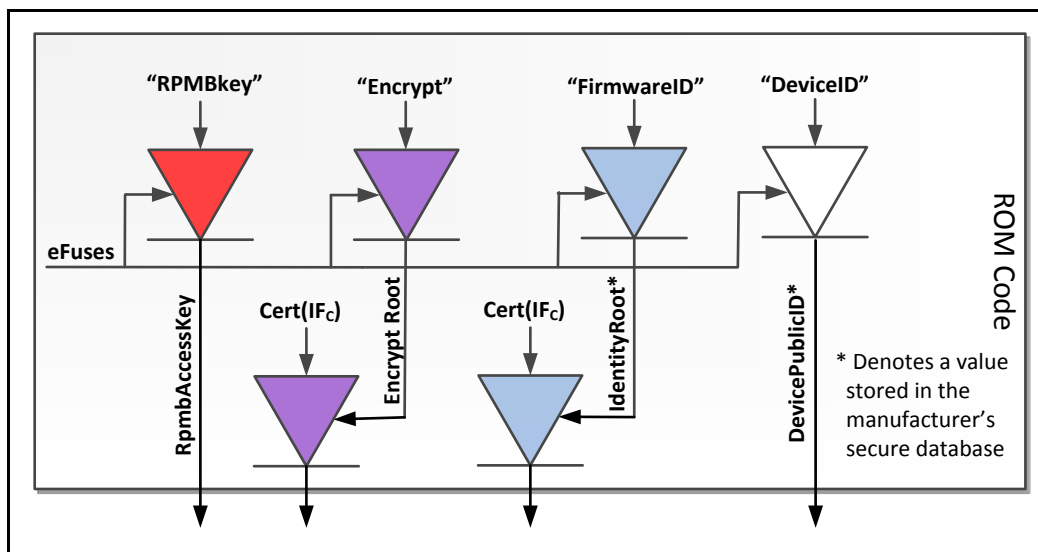 “RPMBkey”
“Encrypt”
“FirmwareID”
“DeviceID”
eFuses
RpmbAccessKey
Cert(IFC)
Encrypt Root
Cert(IFC)
IdentityRoot*
DevicePublicID*
ROM Code
* Denotes a value
stored in the
manufacturer’s
secure database